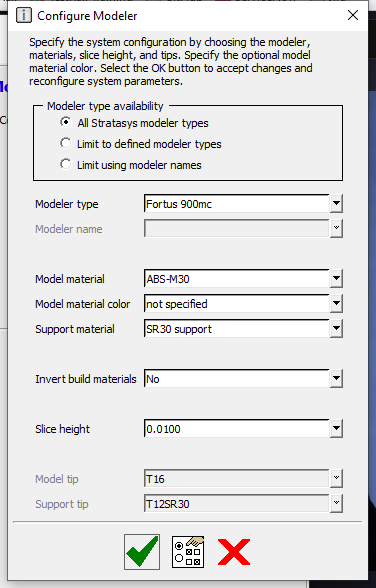 Configure Modeler
Specify the system configuration by choosing the modeler,
materials, slice height, and tips. Specify the optional model
material color. Select the OK button to accept changes and
reconfigure system parameters.
Modeler type availability
All Stratasys modeler types
Limit to defined modeler types
Limit using modeler names
Modeler type Fortus 900mc
Modeler name
Model material ABS-M30
Model material color not specified
Support material SR30 support
Invert build materials No
Slice height 0.0100
Model tip T16
Support tip T12SR30